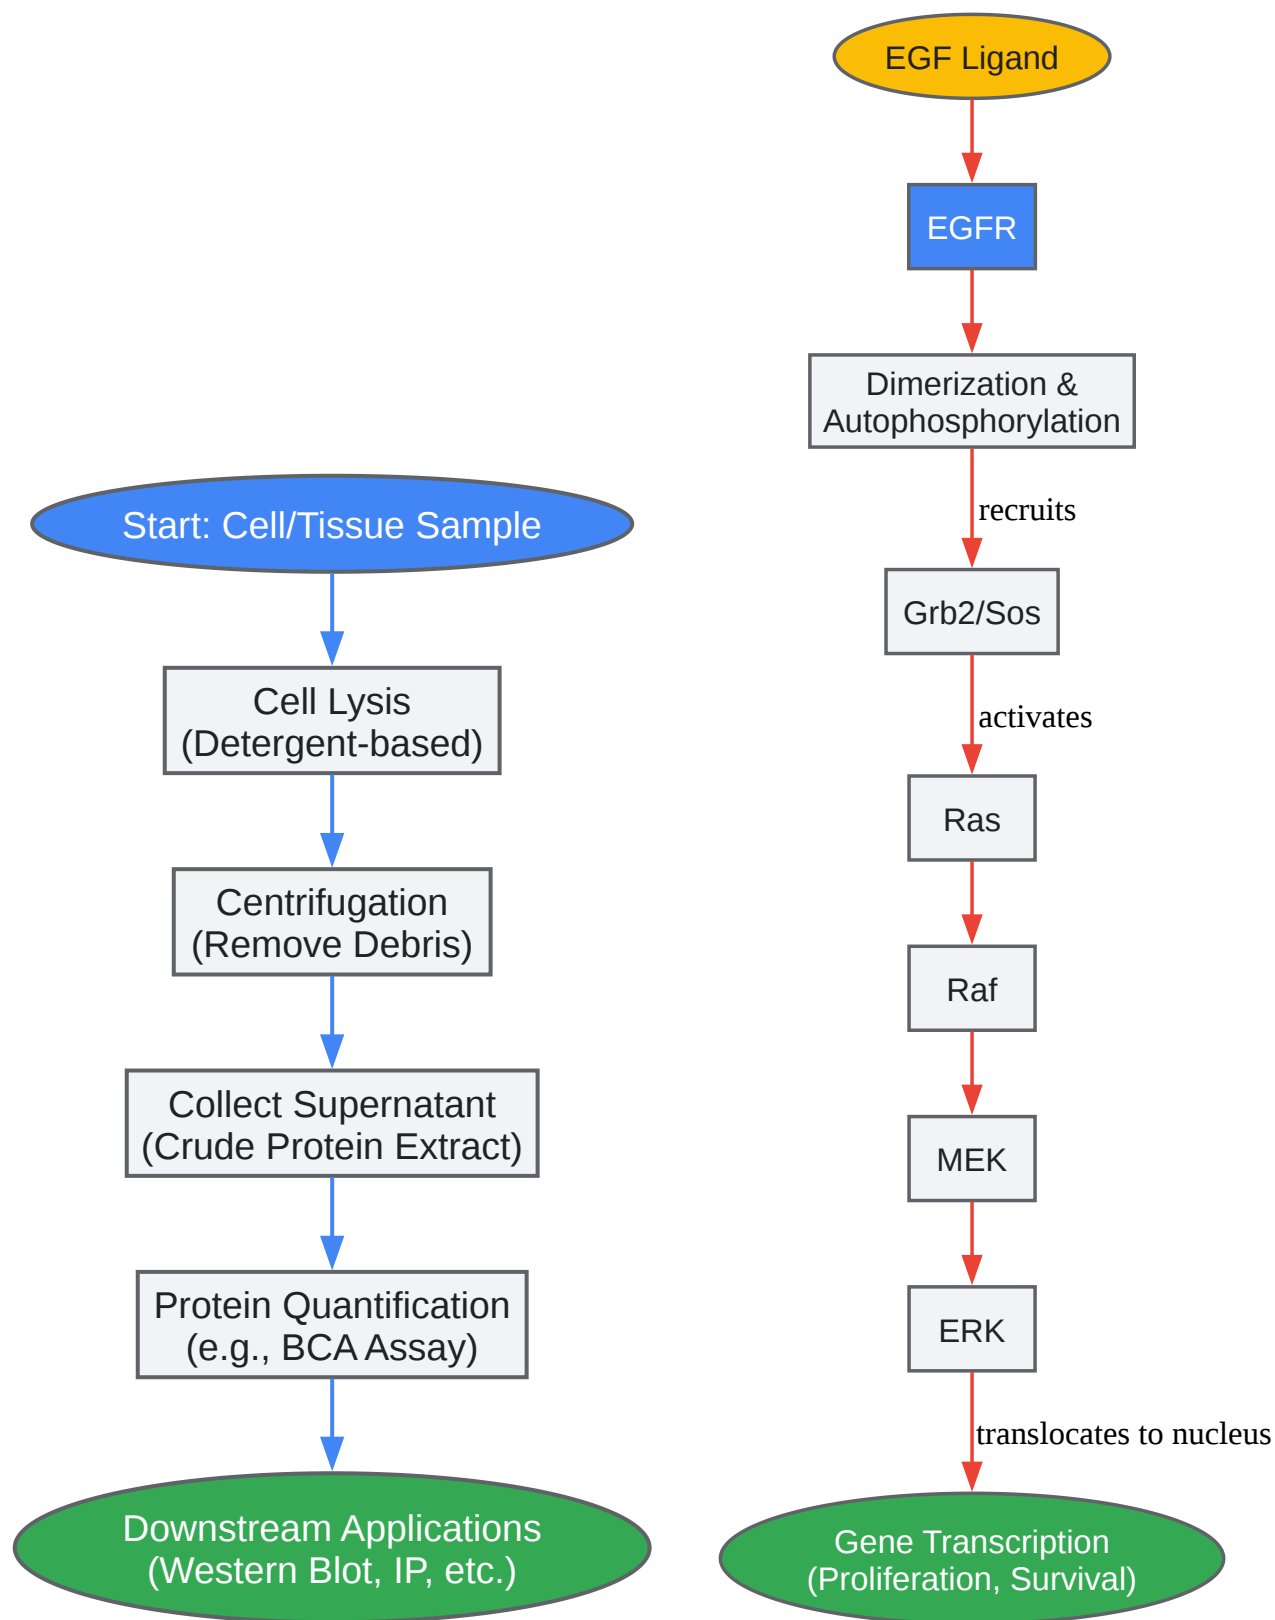 Start: Cell/Tissue Sample
Cell Lysis
(Detergent-based)
Centrifugation
(Remove Debris)
Collect Supernatant
(Crude Protein Extract)
Protein Quantification
(e.g., BCA Assay)
Downstream Applications
(Western Blot, IP, etc.)
EGF Ligand
EGFR
Dimerization &
Autophosphorylation
recruits
Grb2/Sos
activates
Ras
Raf
MEK
ERK
translocates to nucleus
Gene Transcription
(Proliferation, Survival)